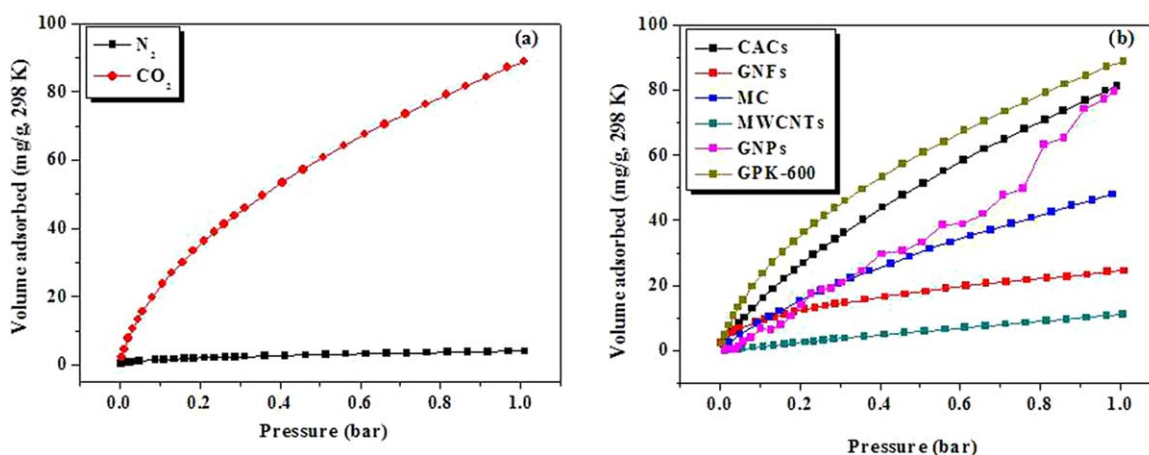 (a)
N₂
CO₂
Volume adsorbed (mg/g, 298 K)
100
80
60
40
20
0
0.0 0.2 0.4 0.6 0.8 1.0
Pressure (bar)
(b)
CACs
GNFs
MC
MWCNTs
GNPs
GPK-600
Volume adsorbed (mg/g, 298 K)
100
80
60
40
20
0
0.0 0.2 0.4 0.6 0.8 1.0
Pressure (bar)